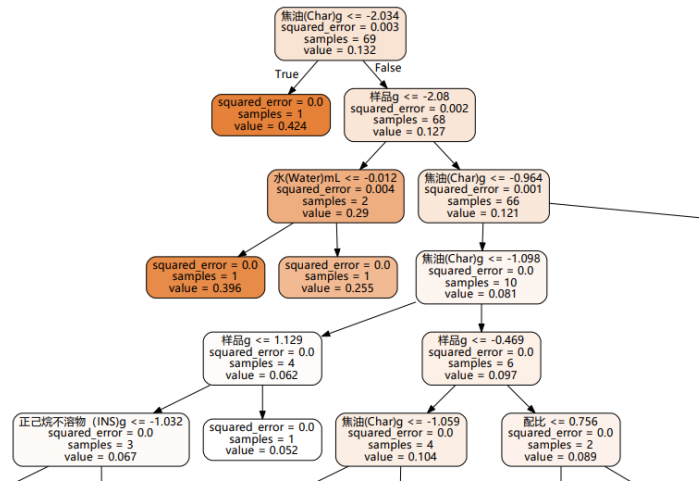 焦油(Char)g <= -2.034
squared_error = 0.003
samples = 69
value = 0.132
True
False
squared_error = 0.0
samples = 1
value = 0.424
样品g <= -2.08
squared_error = 0.002
samples = 68
value = 0.127
水(Water)mL <= -0.012
squared_error = 0.004
samples = 2
value = 0.29
焦油(Char)g <= -0.964
squared_error = 0.001
samples = 66
value = 0.121
squared_error = 0.0
samples = 1
value = 0.396
squared_error = 0.0
samples = 1
value = 0.255
焦油(Char)g <= -1.098
squared_error = 0.0
samples = 10
value = 0.081
样品g <= 1.129
squared_error = 0.0
samples = 4
value = 0.062
样品g <= -0.469
squared_error = 0.0
samples = 6
value = 0.097
正己烷不溶物（INS)g <= -1.032
squared_error = 0.0
samples = 3
value = 0.067
squared_error = 0.0
samples = 1
value = 0.052
焦油(Char)g <= -1.059
squared_error = 0.0
samples = 4
value = 0.104
配比 <= 0.756
squared_error = 0.0
samples = 2
value = 0.089